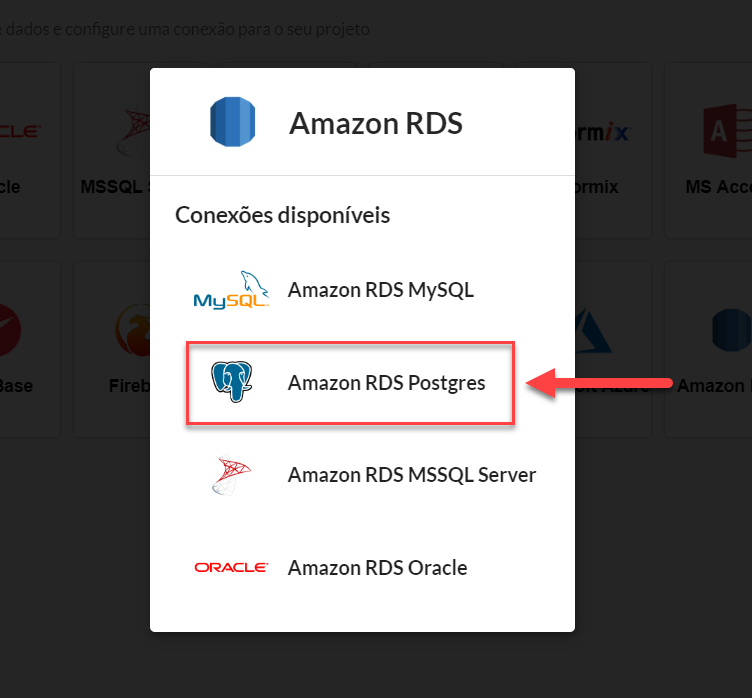 dados e configure uma conexão para o seu projeto
Amazon RDS
Conexões disponíveis
MySQL
Amazon RDS MySQL
Amazon RDS Postgres
Amazon RDS MSSQL Server
ORACLE
Amazon RDS Oracle
CLE
cle
MSSQL
rmix
ormix
A
MS Acce
Base
Fireb
Azure
Amazon